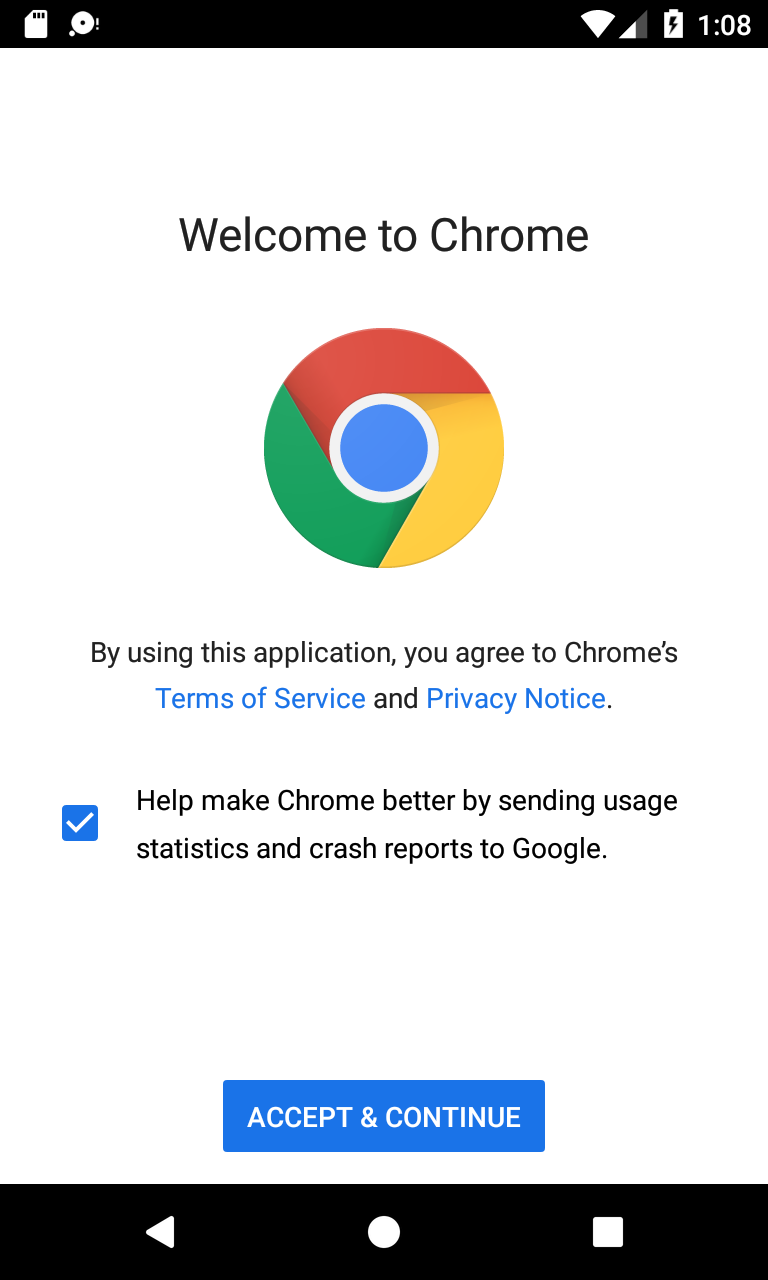 1:08
Welcome to Chrome
By using this application, you agree to Chrome’s
Terms of Service and Privacy Notice.
Help make Chrome better by sending usage
statistics and crash reports to Google.
ACCEPT & CONTINUE